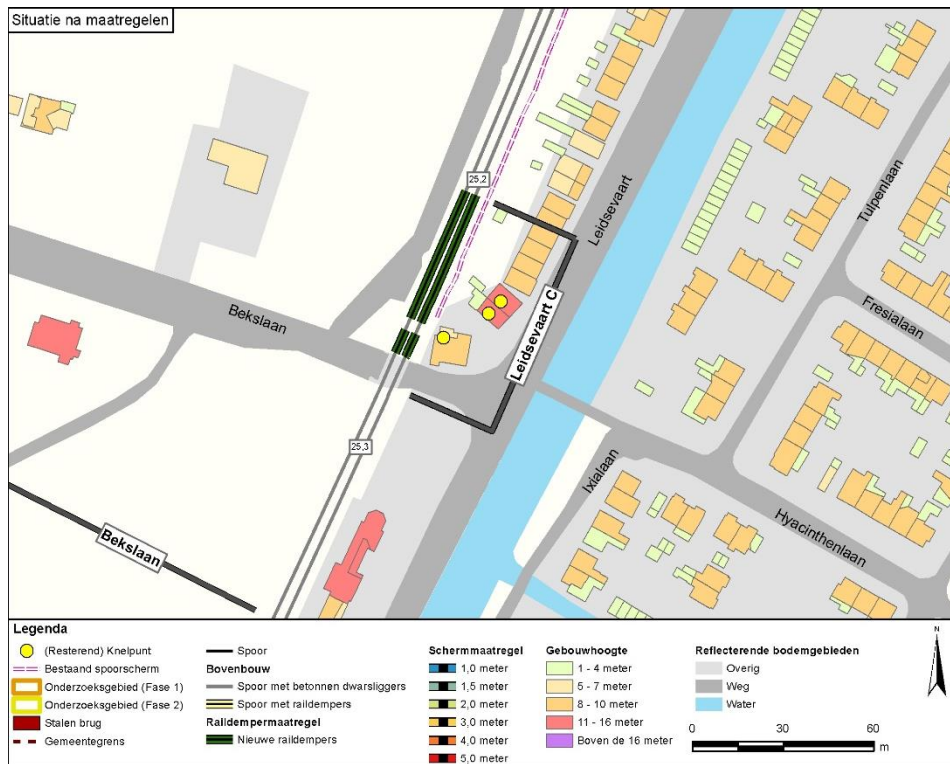 Situatie na maatregelen
25,2
Leidsevaart
Tulpenlaan
Fresialaan
Bekslaan
Leidsevaart C
25,3
Ixialaan
Hyacinthenlaan
Bekslaan
Legenda
(Resterend) Knelpunt
Bestaand spoorscherm
Onderzoeksgebied (Fase 1)
Onderzoeksgebied (Fase 2)
Stalen brug
Gemeentegrens
Spoor
Bovenbouw
Spoor met betonnen dwarsliggers
Spoor met raildempers
Raildempermaatregel
Nieuwe raildempers
Schermmaatregel
1,0 meter
1,5 meter
2,0 meter
3,0 meter
4,0 meter
5,0 meter
Gebouwhoogte
1 - 4 meter
5 - 7 meter
8 - 10 meter
11 - 16 meter
Boven de 16 meter
Reflecterende bodemgebieden
Overig
Weg
Water
N
0 30 60
m